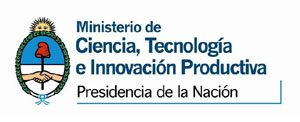 Ministerio de
Ciencia, Tecnología
e Innovación Productiva
Presidencia de la Nación